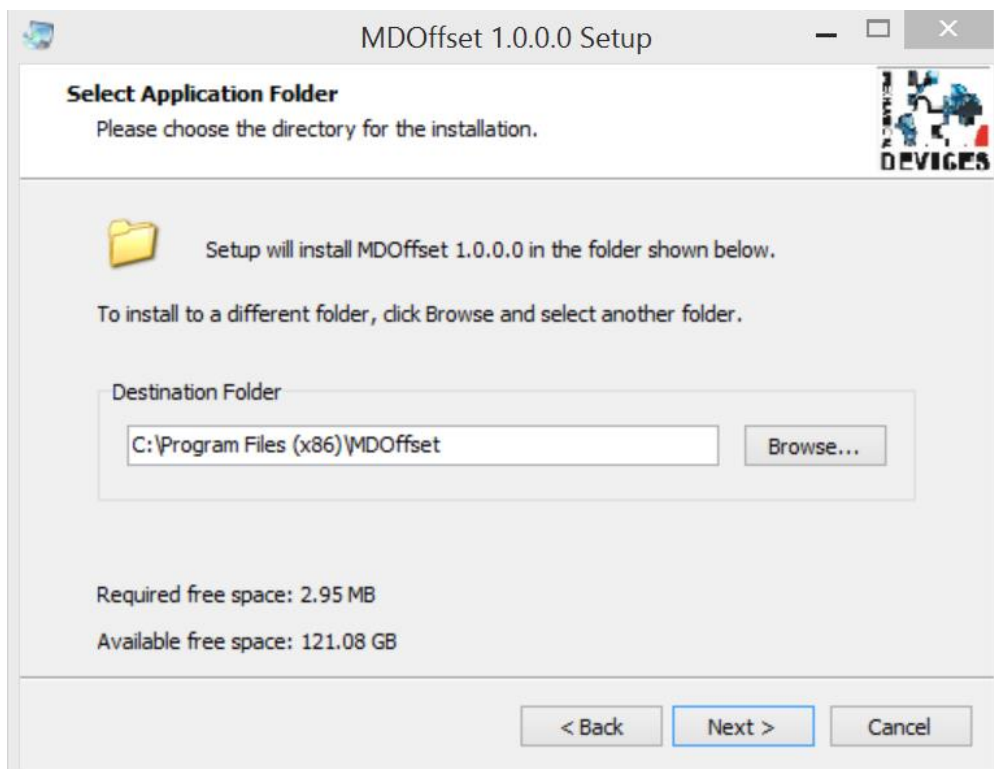 MDOffset 1.0.0.0 Setup
Select Application Folder
Please choose the directory for the installation.
DEVICES
Setup will install MDOffset 1.0.0.0 in the folder shown below.
To install to a different folder, click Browse and select another folder.
Destination Folder
C:\Program Files (x86)\MDOffset
Browse...
Required free space: 2.95 MB
Available free space: 121.08 GB
< Back
Next >
Cancel